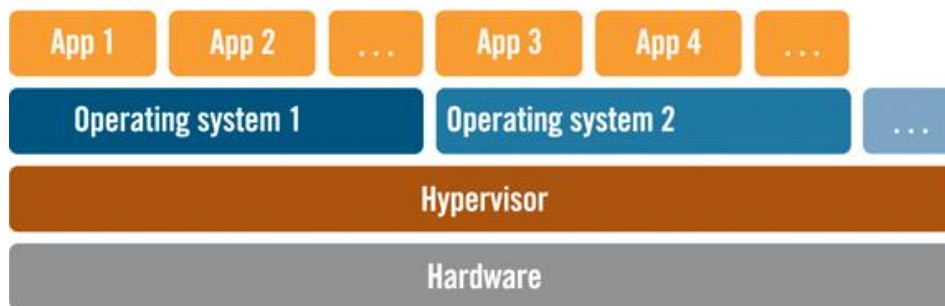 App 1 App 2 ... App 3 App 4 ...
Operating system 1 Operating system 2 ...
Hypervisor
Hardware